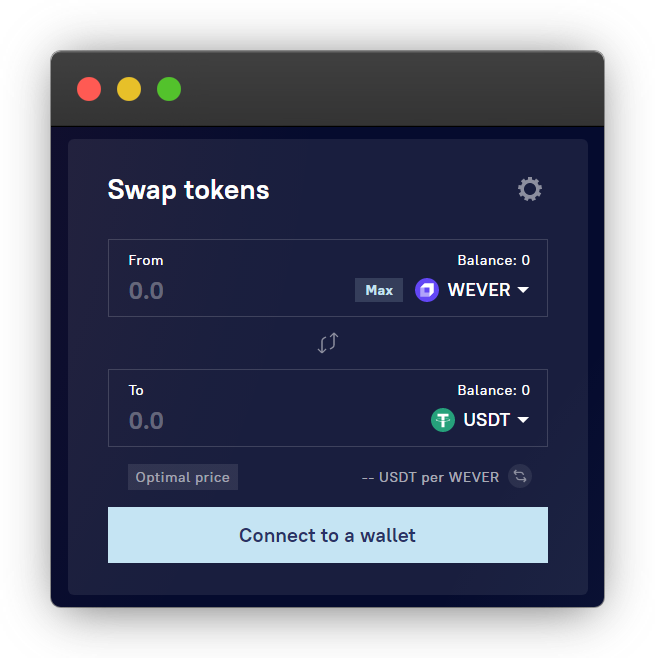 Swap tokens
From Balance: 0
0.0 Max WEVER
To Balance: 0
0.0 USDT
Optimal price -- USDT per WEVER
Connect to a wallet